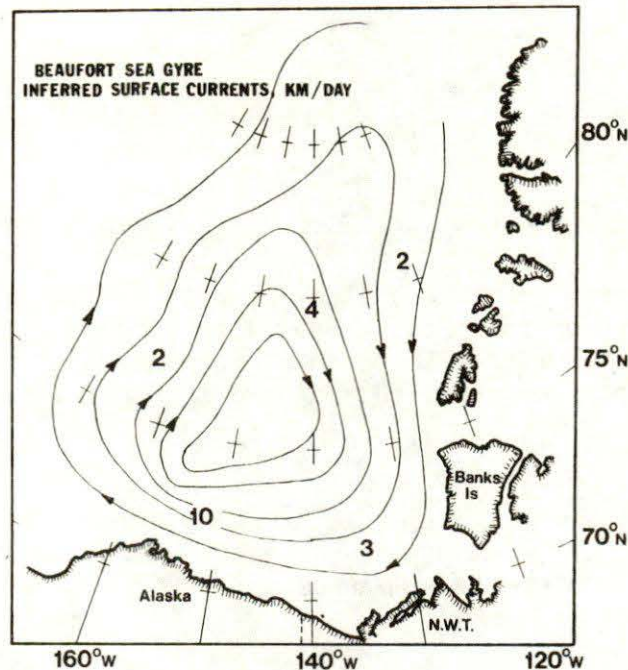 BEAUFORT SEA GYRE
INFERRED SURFACE CURRENTS, KM/DAY
80°N
2
4
2
75°N
Banks
Is
10
3
70°N
Alaska
N.W.T.
160°W
140°W
120°W